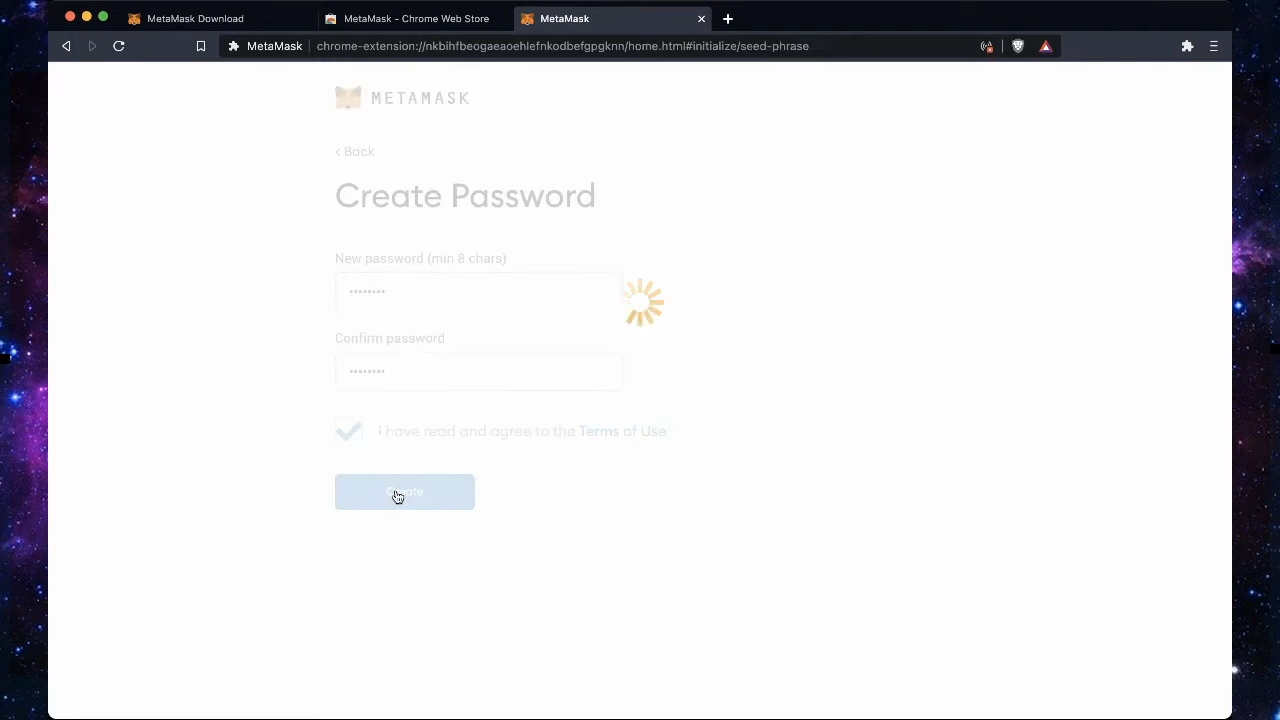 MetaMask Download
MetaMask - Chrome Web Store
MetaMask
MetaMask
chrome-extension://nkbihfbeogaeaoehlefnkodbefgpgknn/home.html#initialize/seed-phrase
METAMASK
< Back
Create Password
New password (min 8 chars)
••••••••
Confirm password
••••••••
I have read and agree to the Terms of Use
Create